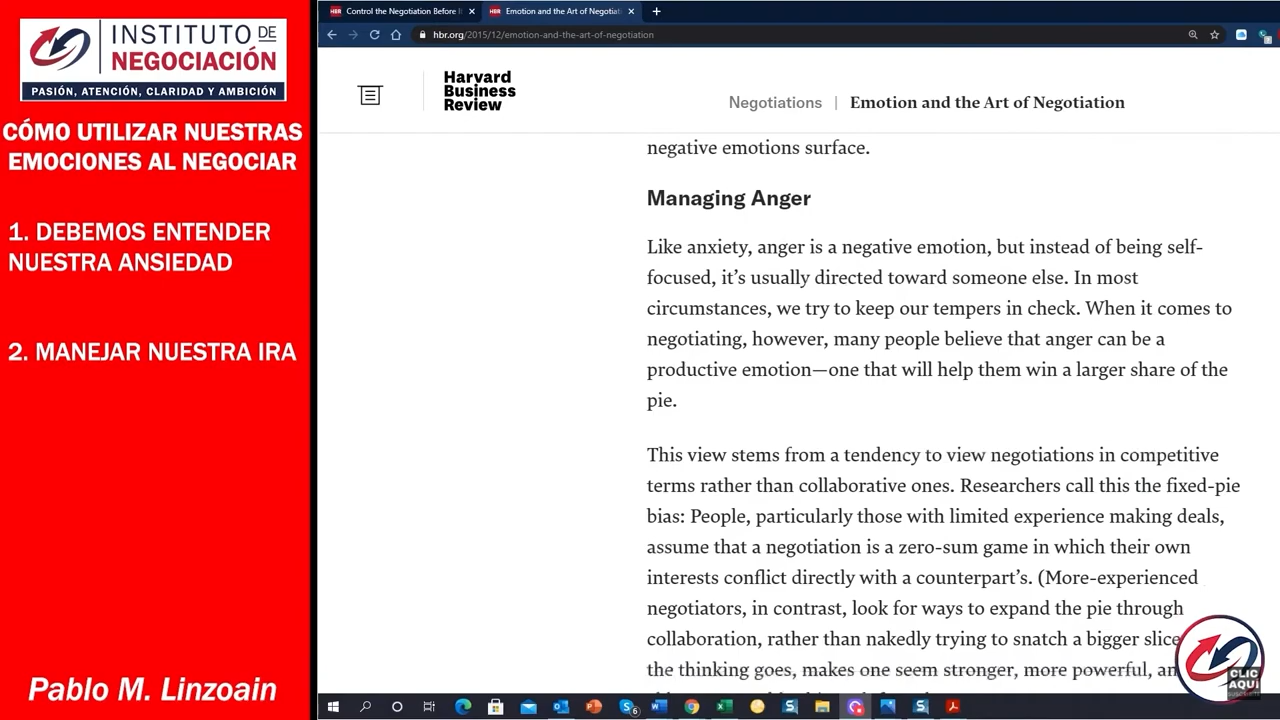 INSTITUTO DE
NEGOCIACIÓN
PASIÓN, ATENCIÓN, CLARIDAD Y AMBICIÓN
CÓMO UTILIZAR NUESTRAS
EMOCIONES AL NEGOCIAR
1. DEBEMOS ENTENDER
NUESTRA ANSIEDAD
2. MANEJAR NUESTRA IRA
Pablo M. Linzoain
Control the Negotiation Before I
Emotion and the Art of Negotiati
hbr.org/2015/12/emotion-and-the-art-of-negotiation
Harvard
Business
Review
Negotiations | Emotion and the Art of Negotiation
negative emotions surface.
Managing Anger
Like anxiety, anger is a negative emotion, but instead of being self-
focused, it’s usually directed toward someone else. In most
circumstances, we try to keep our tempers in check. When it comes to
negotiating, however, many people believe that anger can be a
productive emotion—one that will help them win a larger share of the
pie.
This view stems from a tendency to view negotiations in competitive
terms rather than collaborative ones. Researchers call this the fixed-pie
bias: People, particularly those with limited experience making deals,
assume that a negotiation is a zero-sum game in which their own
interests conflict directly with a counterpart’s. (More-experienced
negotiators, in contrast, look for ways to expand the pie through
collaboration, rather than nakedly trying to snatch a bigger slice
the thinking goes, makes one seem stronger, more powerful, an
CLIC
AQUÍ